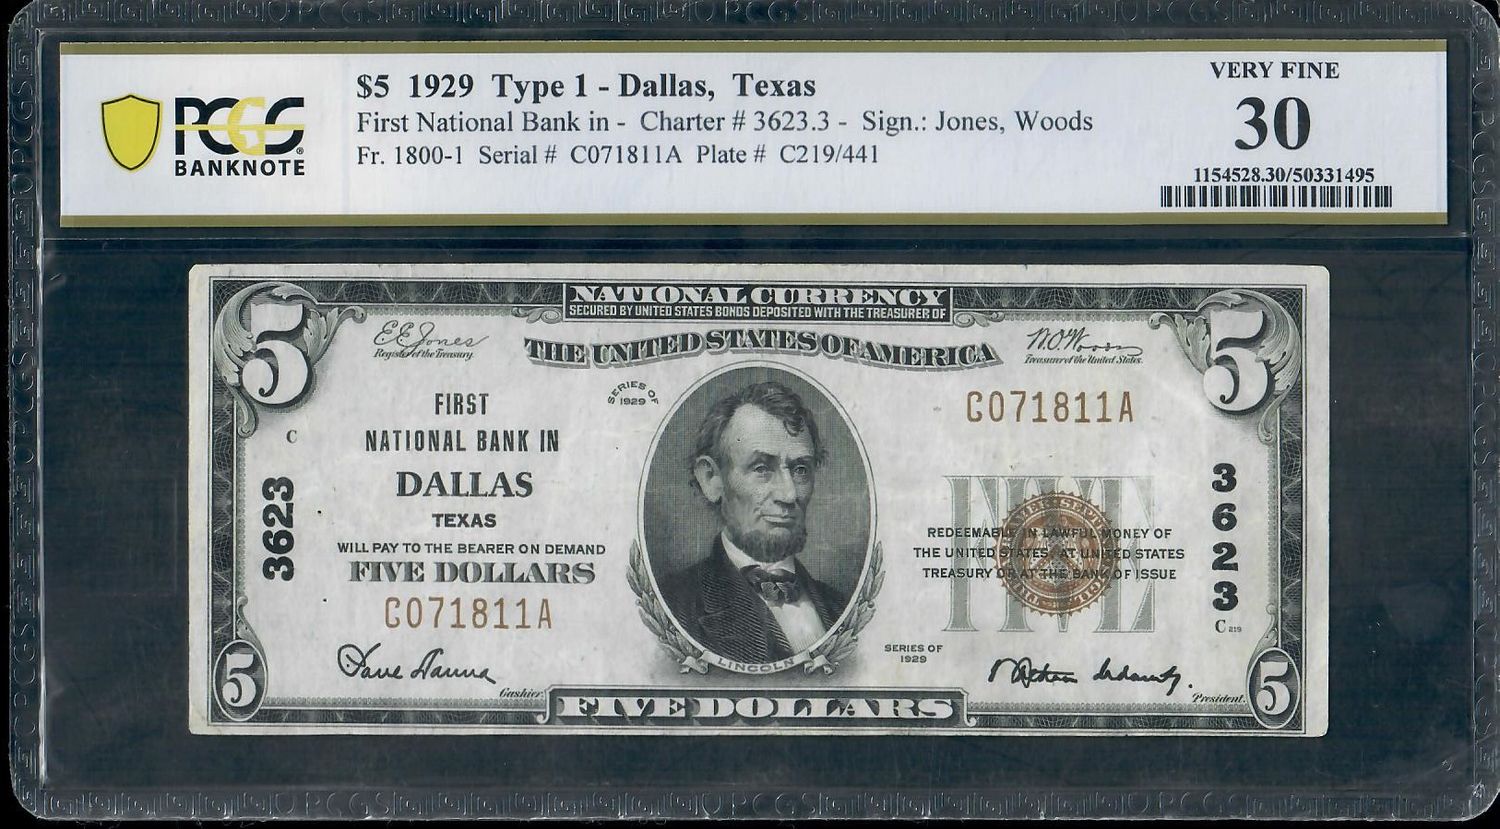 PCGS
BANKNOTE
$5 1929 Type 1 - Dallas, Texas
First National Bank in - Charter # 3623.3 - Sign.: Jones, Woods
Fr. 1800-1 Serial # C071811A Plate # C219/441
VERY FINE
30
1154528.30/50331495
NATIONAL CURRENCY
SECURED BY UNITED STATES BONDS DEPOSITED WITH THE TREASURER OF
THE UNITED STATES OF AMERICA
5
5
E.E. Jones
Register of the Treasury.
W.O. Woods
Treasurer of the United States.
SERIES OF
1929
C071811A
FIRST
NATIONAL BANK IN
DALLAS
TEXAS
C
3623
3623
WILL PAY TO THE BEARER ON DEMAND
FIVE DOLLARS
C071811A
FIVE
REDEEMABLE IN LAWFUL MONEY OF
THE UNITED STATES, AT UNITED STATES
TREASURY OR AT THE BANK OF ISSUE
C 219
LINCOLN
SERIES OF
1929
Cashier.
President.
5
FIVE DOLLARS
5